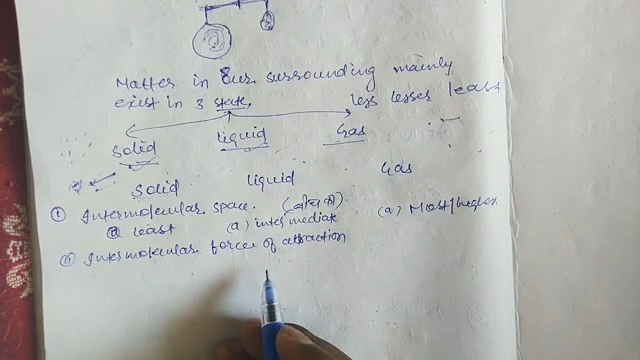 Matter in Our surrounding mainly
exist in 3 state. less lesser least
solid liquid Gas
solid liquid Gas
① Intermolecular space. (बीच की)
(a) least (a) intermediate (a) Most/highest
② Intermolecular force of attraction